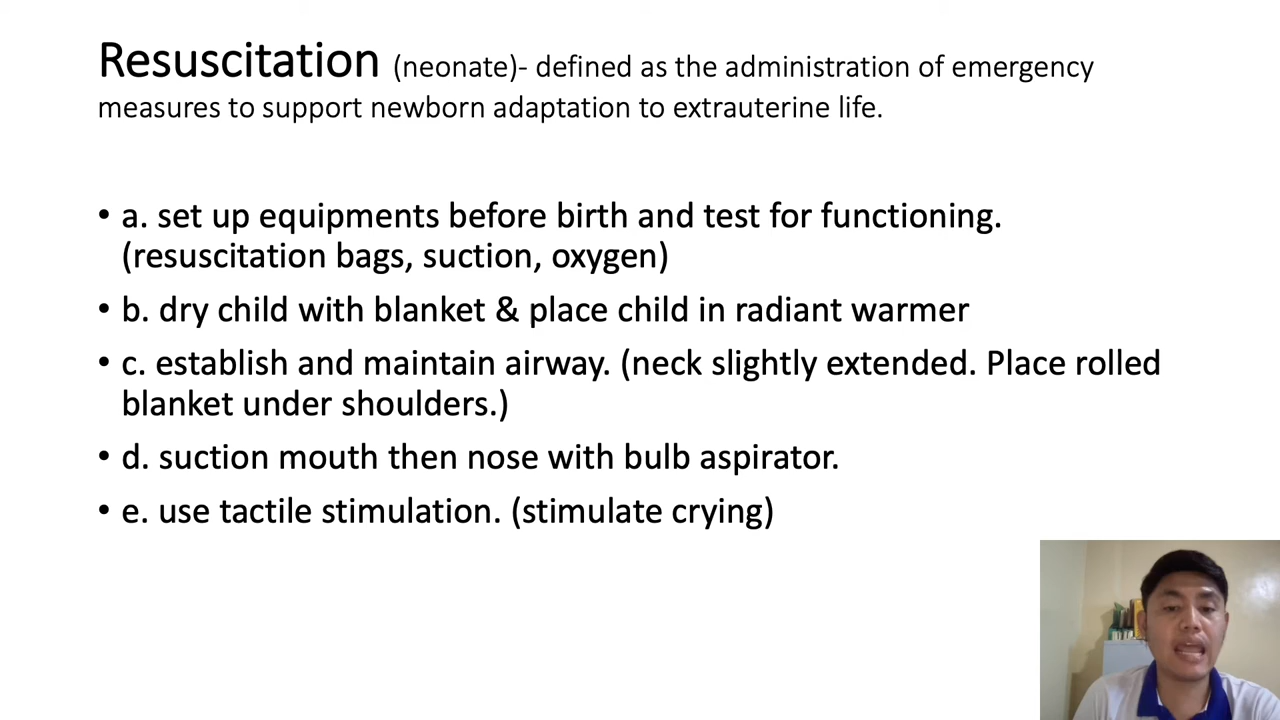 Resuscitation (neonate)- defined as the administration of emergency
measures to support newborn adaptation to extrauterine life.
• a. set up equipments before birth and test for functioning.
(resuscitation bags, suction, oxygen)
• b. dry child with blanket & place child in radiant warmer
• c. establish and maintain airway. (neck slightly extended. Place rolled
blanket under shoulders.)
• d. suction mouth then nose with bulb aspirator.
• e. use tactile stimulation. (stimulate crying)